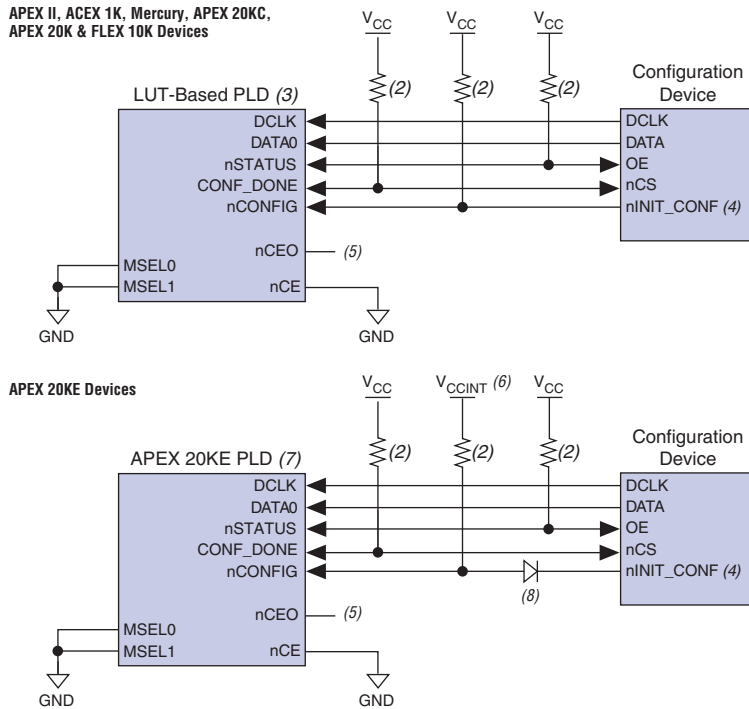 APEX II, ACEX 1K, Mercury, APEX 20KC,
APEX 20K & FLEX 10K Devices
VCC VCC VCC
(2) (2) (2)
LUT-Based PLD (3)
Configuration
Device
DCLK DCLK
DATA0 DATA
nSTATUS OE
CONF_DONE nCS
nCONFIG nINIT_CONF (4)
nCEO (5)
MSEL0
MSEL1 nCE
GND GND
APEX 20KE Devices
VCC VCCINT (6) VCC
(2) (2) (2)
APEX 20KE PLD (7)
Configuration
Device
DCLK DCLK
DATA0 DATA
nSTATUS OE
CONF_DONE nCS
nCONFIG nINIT_CONF (4)
(8)
nCEO (5)
MSEL0
MSEL1 nCE
GND GND